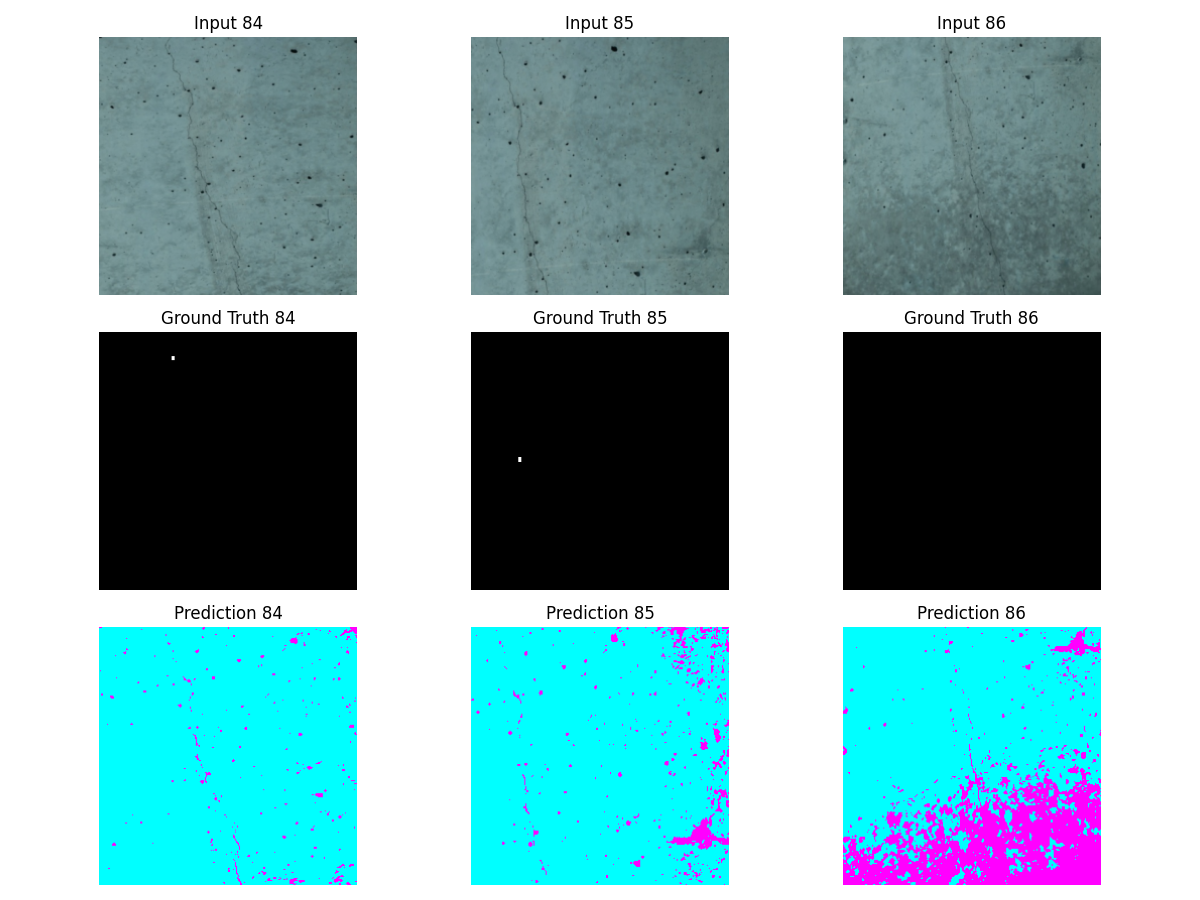 Input 84
Input 85
Input 86
Ground Truth 84
Ground Truth 85
Ground Truth 86
Prediction 84
Prediction 85
Prediction 86